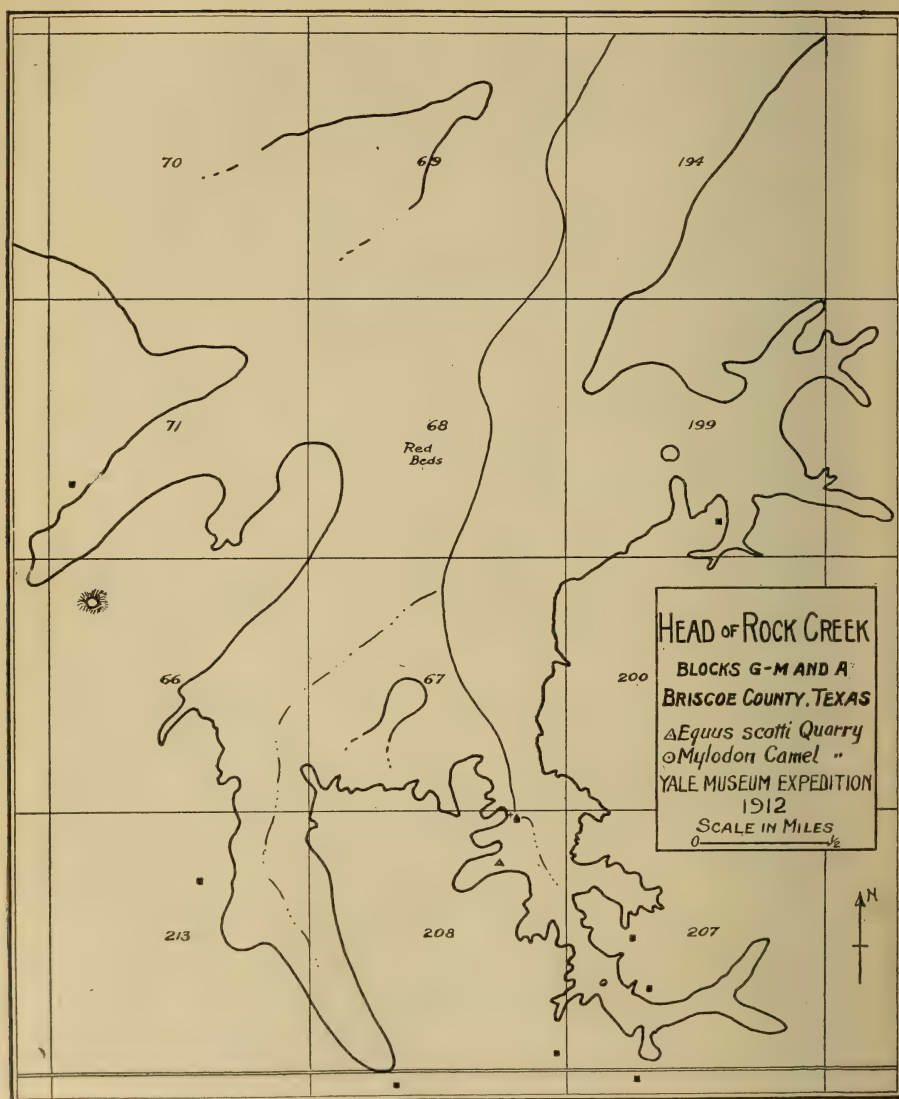 70
69
194
71
68
Red
Beds
199
66
67
200
HEAD OF ROCK CREEK
BLOCKS G-M AND A
BRISCOE COUNTY, TEXAS
△Equus scotti Quarry
○Mylodon Camel "
YALE MUSEUM EXPEDITION
1912
SCALE IN MILES
0 ½
N
213
208
207